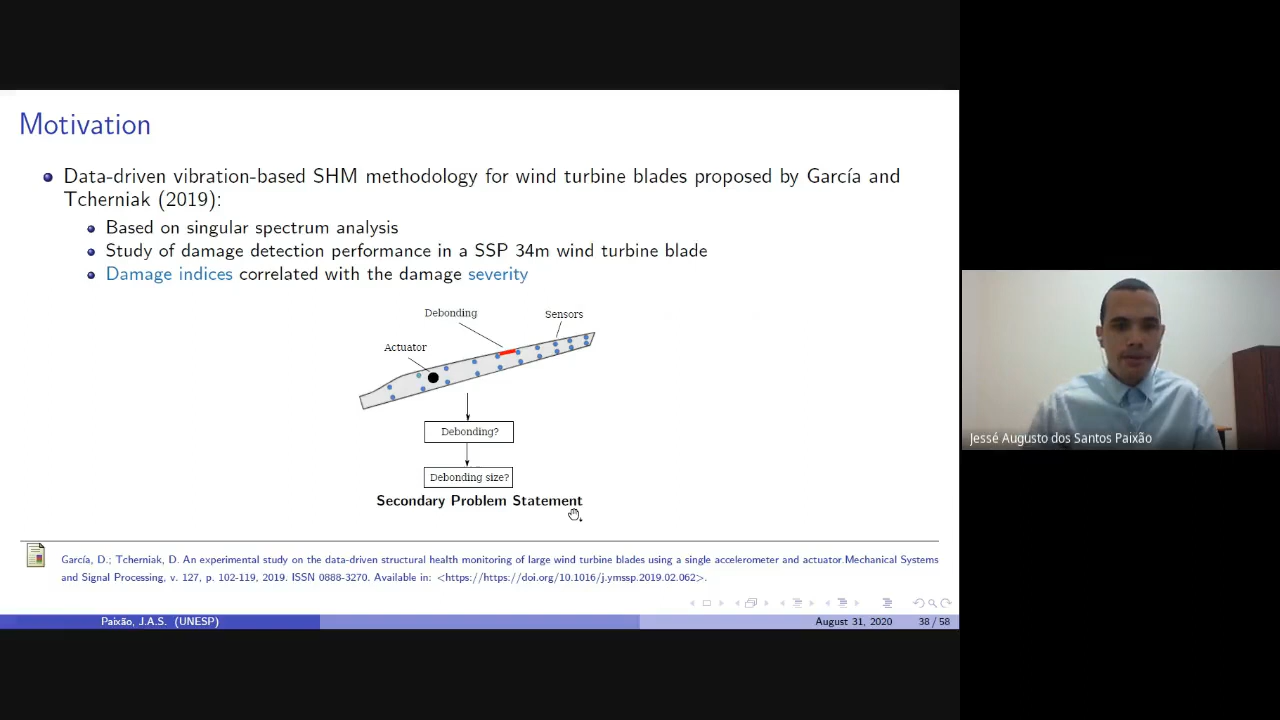 Motivation
Data-driven vibration-based SHM methodology for wind turbine blades proposed by García and
Tcherniak (2019):
Based on singular spectrum analysis
Study of damage detection performance in a SSP 34m wind turbine blade
Damage indices correlated with the damage severity
Debonding
Sensors
Actuator
Debonding?
Debonding size?
Secondary Problem Statement
García, D.; Tcherniak, D. An experimental study on the data-driven structural health monitoring of large wind turbine blades using a single accelerometer and actuator.Mechanical Systems
and Signal Processing, v. 127, p. 102-119, 2019. ISSN 0888-3270. Available in: <https://https://doi.org/10.1016/j.ymssp.2019.02.062>.
Paixão, J.A.S. (UNESP)
August 31, 2020
38 / 58
Jessé Augusto dos Santos Paixão